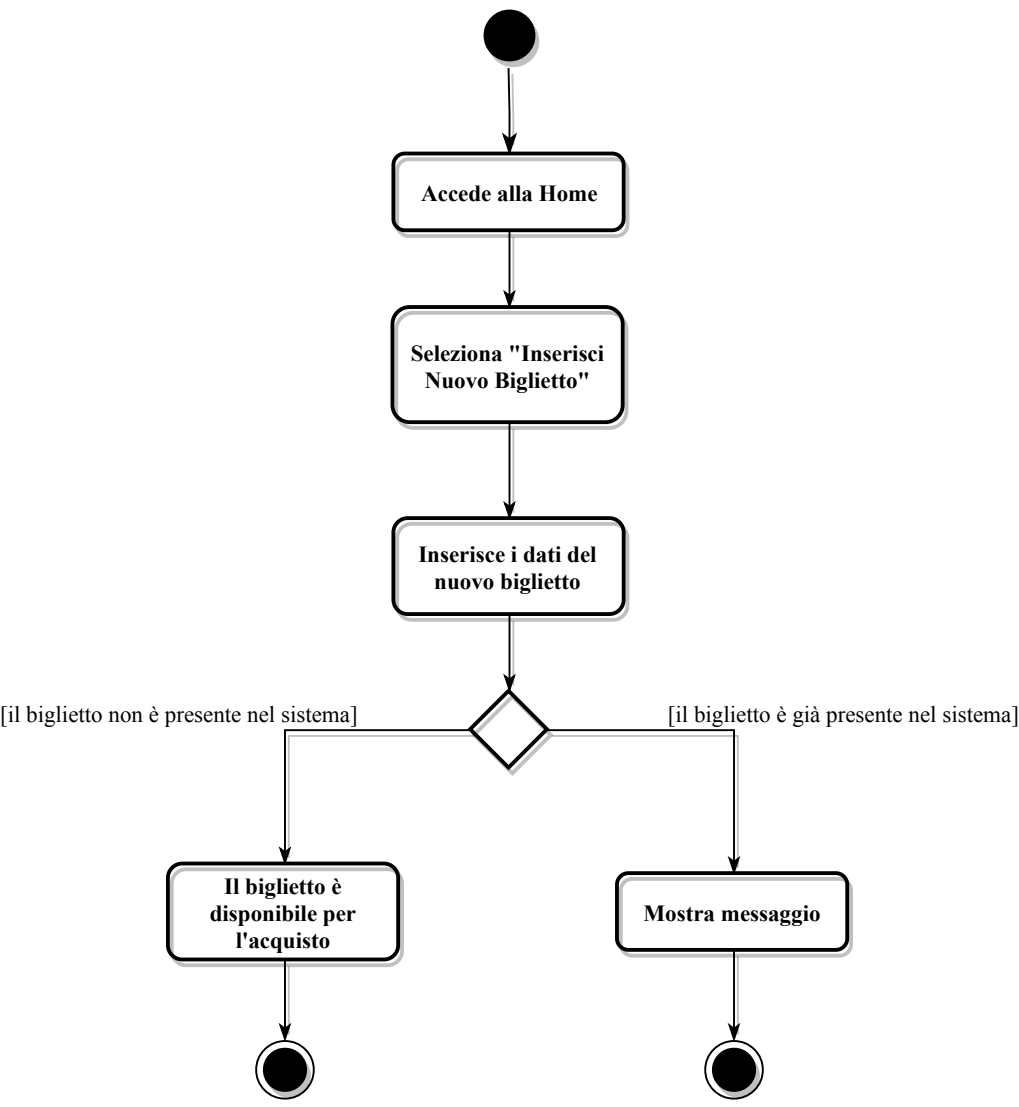 Accede alla Home
Seleziona "Inserisci
Nuovo Biglietto"
Inserisce i dati del
nuovo biglietto
[il biglietto non è presente nel sistema]
[il biglietto è già presente nel sistema]
Il biglietto è
disponibile per
l'acquisto
Mostra messaggio